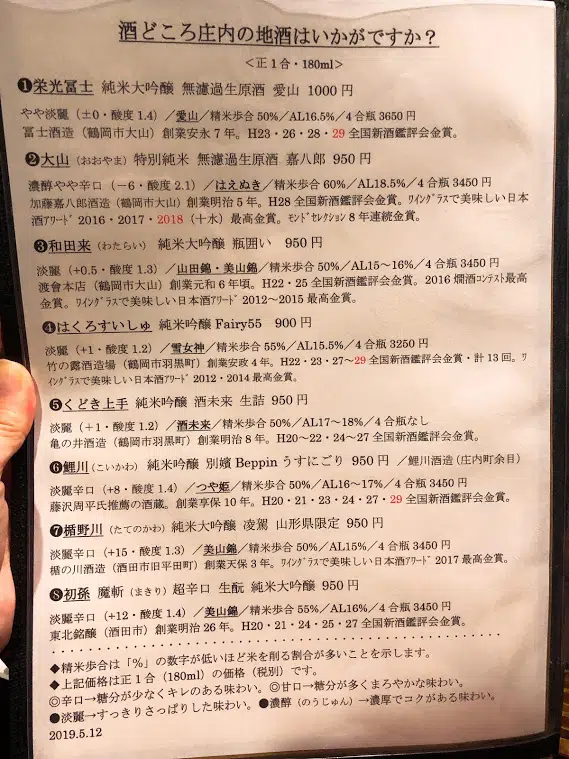 酒どころ庄内の地酒はいかがですか？
＜正１合・180ml＞
❶栄光冨士 純米大吟醸 無濾過生原酒 愛山 1000 円
やや淡麗（±0・酸度 1.4）／愛山／精米歩合 50%／AL16.5%／4 合瓶 3650 円
冨士酒造（鶴岡市大山）創業安永 7 年。H23・26・28・29 全国新酒鑑評会金賞。
❷大山（おおやま）特別純米 無濾過生原酒 嘉八郎 950 円
濃醇やや辛口（－6・酸度 2.1）／はえぬき／精米歩合 60%／AL18.5%／4 合瓶 3450 円
加藤嘉八郎酒造（鶴岡市大山）創業明治 5 年。H28 全国新酒鑑評会金賞。ワイングラスで美味しい日本
酒アワード 2016・2017・2018（十水）最高金賞。モンドセレクション 8 年連続金賞。
❸和田来（わたらい） 純米大吟醸 瓶囲い 950 円
淡麗（+0.5・酸度 1.3）／山田錦・美山錦／精米歩合 50%／AL15～16%／4 合瓶 3450 円
渡會本店（鶴岡市大山）創業元和 6 年頃。H22・25 全国新酒鑑評会金賞。2016 燗酒コンテスト最高
金賞。ワイングラスで美味しい日本酒アワード 2012～2015 最高金賞。
❹はくろすいしゅ 純米吟醸 Fairy55 900 円
淡麗（+1・酸度 1.2）／雪女神／精米歩合 55%／AL15.5%／4 合瓶 3250 円
竹の露酒造場（鶴岡市羽黒町）創業安政 4 年。H22・23・27～29 全国新酒鑑評会金賞・計 13 回。ワ
イングラスで美味しい日本酒アワード 2012・2014 最高金賞。
❺くどき上手 純米吟醸 酒未来 生詰 950 円
淡麗（＋1・酸度 1.2）／酒未来／精米歩合 50%／AL17～18%／4 合瓶なし
亀の井酒造（鶴岡市羽黒町）創業明治 8 年。H20～22・24～27 全国新酒鑑評会金賞。
❻鯉川（こいかわ） 純米吟醸 別嬪 Beppin うすにごり 950 円 ／鯉川酒造（庄内町余目）
淡麗辛口（+8・酸度 1.4）／つや姫／精米歩合 50%／AL16～17%／4 合瓶 3450 円
藤沢周平氏推薦の酒蔵。創業享保 10 年。H20・21・23・24・27・29 全国新酒鑑評会金賞。
❼楯野川（たてのかわ）純米大吟醸 凌駕 山形県限定 950 円
淡麗辛口（+15・酸度 1.3）／美山錦／精米歩合 50%／AL15%／4 合瓶 3450 円
楯の川酒造（酒田市旧平田町）創業天保 3 年。ワイングラスで美味しい日本酒アワード 2017 最高金賞。
❽初孫 魔斬（まきり）超辛口 生酛 純米大吟醸 950 円
淡麗辛口（+12・酸度 1.4）／美山錦／精米歩合 55%／AL16%／4 合瓶 3450 円
東北銘醸（酒田市）創業明治 26 年。H20・21・24・25・27 全国新酒鑑評会金賞。
◆精米歩合は「％」の数字が低いほど米を削る割合が多いことを示します。
◆上記価格は正 1 合（180ml）の価格（税別）です。
◎辛口→糖分が少なくキレのある味わい。◎甘口→糖分が多くまろやかな味わい。
●淡麗→すっきりさっぱりした味わい。●濃醇（のうじゅん）→濃厚でコクがある味わい。
2019.5.12